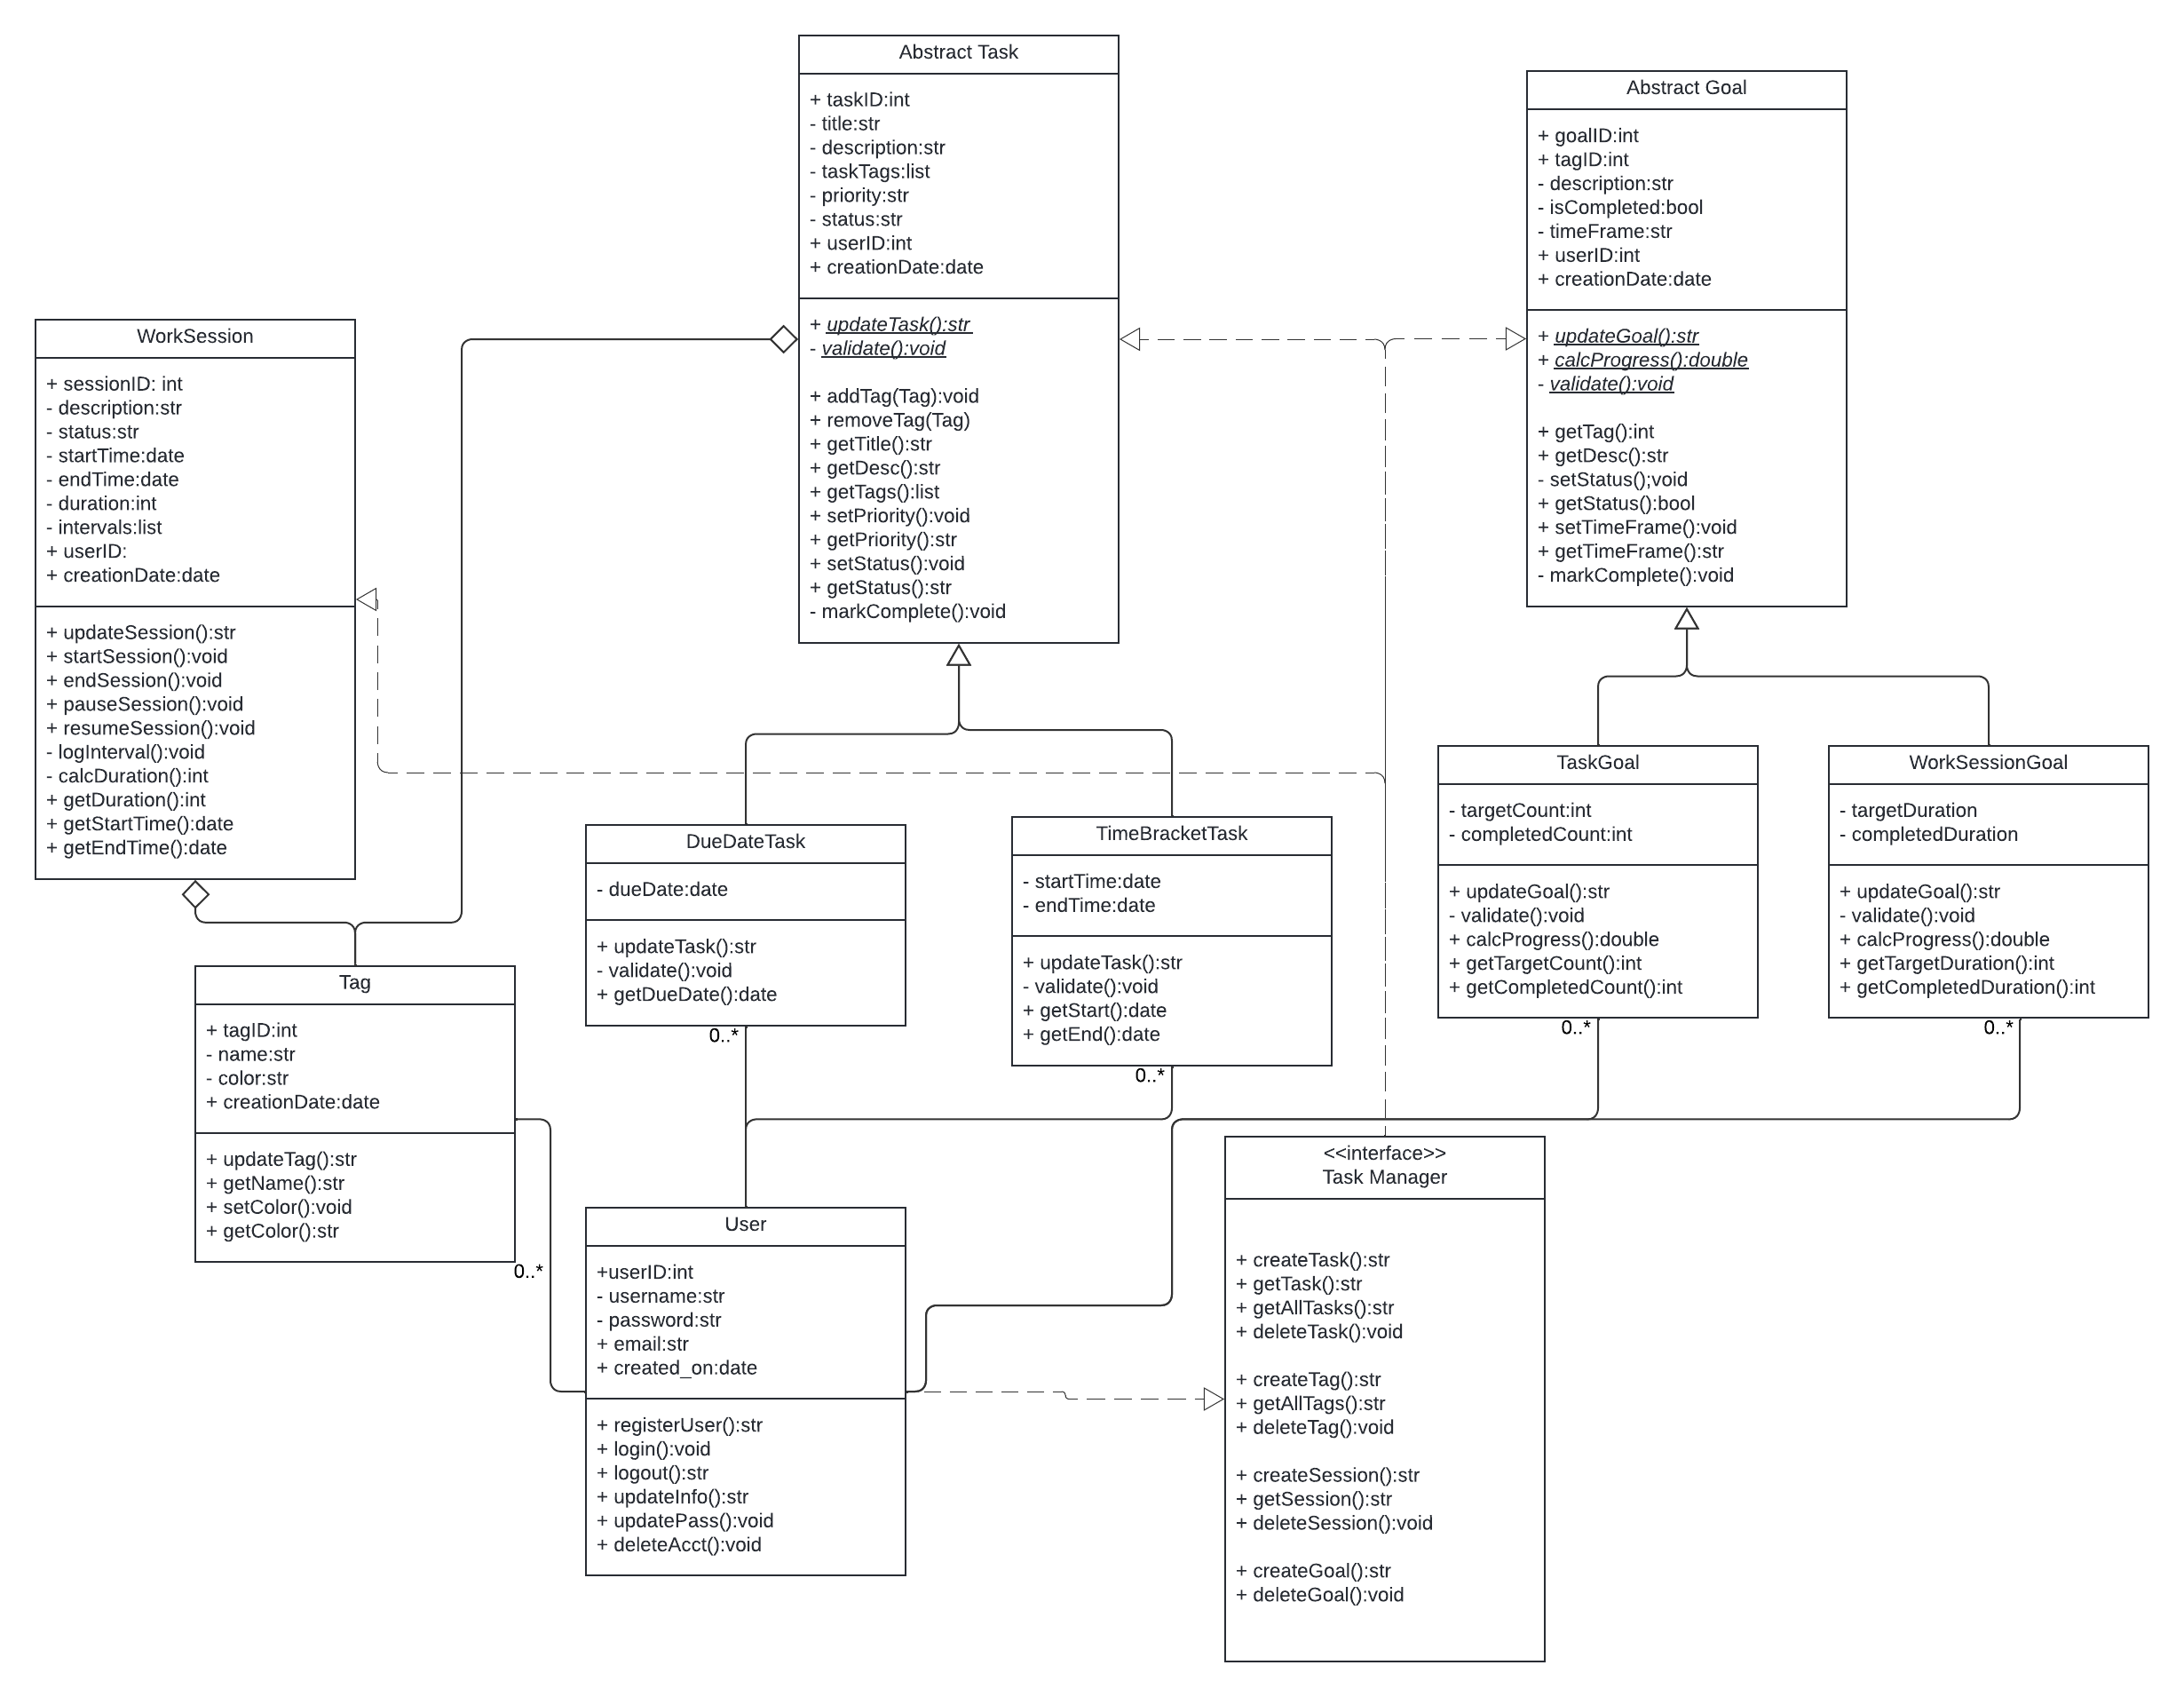 Abstract Task
+ taskID:int
- title:str
- description:str
- taskTags:list
- priority:str
- status:str
+ userID:int
+ creationDate:date
+ updateTask():str
- validate():void
+ addTag(Tag):void
+ removeTag(Tag)
+ getTitle():str
+ getDesc():str
+ getTags():list
+ setPriority():void
+ getPriority():str
+ setStatus():void
+ getStatus():str
- markComplete():void
Abstract Goal
+ goalID:int
+ tagID:int
- description:str
- isCompleted:bool
- timeFrame:str
+ userID:int
+ creationDate:date
+ updateGoal():str
+ calcProgress():double
- validate():void
+ getTag():int
+ getDesc():str
- setStatus();void
+ getStatus():bool
+ setTimeFrame():void
+ getTimeFrame():str
- markComplete():void
WorkSession
+ sessionID: int
- description:str
- status:str
- startTime:date
- endTime:date
- duration:int
- intervals:list
+ userID:
+ creationDate:date
+ updateSession():str
+ startSession():void
+ endSession():void
+ pauseSession():void
+ resumeSession():void
- logInterval():void
- calcDuration():int
+ getDuration():int
+ getStartTime():date
+ getEndTime():date
DueDateTask
- dueDate:date
+ updateTask():str
- validate():void
+ getDueDate():date
0..*
TimeBracketTask
- startTime:date
- endTime:date
+ updateTask():str
- validate():void
+ getStart():date
+ getEnd():date
0..*
TaskGoal
- targetCount:int
- completedCount:int
+ updateGoal():str
- validate():void
+ calcProgress():double
+ getTargetCount():int
+ getCompletedCount():int
0..*
WorkSessionGoal
- targetDuration
- completedDuration
+ updateGoal():str
- validate():void
+ calcProgress():double
+ getTargetDuration():int
+ getCompletedDuration():int
0..*
Tag
+ tagID:int
- name:str
- color:str
+ creationDate:date
+ updateTag():str
+ getName():str
+ setColor():void
+ getColor():str
0..*
User
+userID:int
- username:str
- password:str
+ email:str
+ created_on:date
+ registerUser():str
+ login():void
+ logout():str
+ updateInfo():str
+ updatePass():void
+ deleteAcct():void
<<interface>>
Task Manager
+ createTask():str
+ getTask():str
+ getAllTasks():str
+ deleteTask():void
+ createTag():str
+ getAllTags():str
+ deleteTag():void
+ createSession():str
+ getSession():str
+ deleteSession():void
+ createGoal():str
+ deleteGoal():void